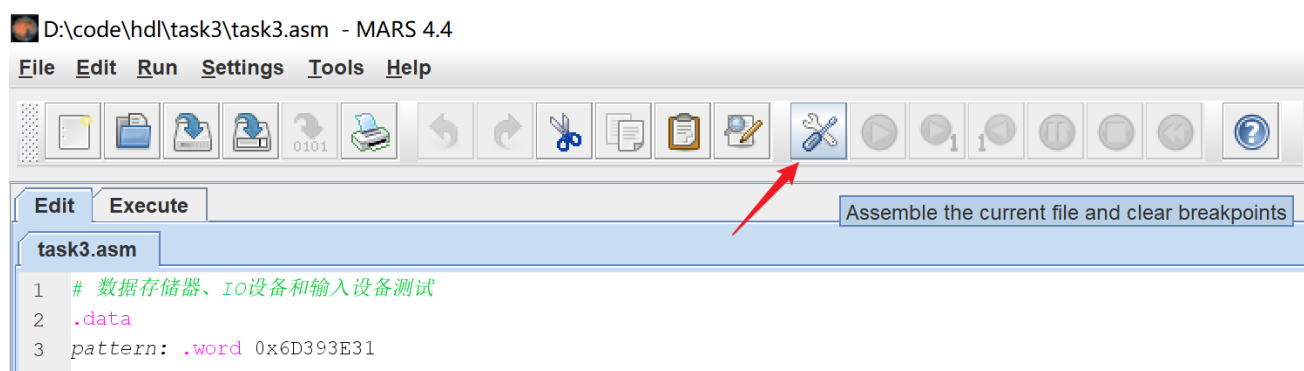 D:\code\hdl\task3\task3.asm - MARS 4.4
File Edit Run Settings Tools Help
0101 1 1
Edit Execute
Assemble the current file and clear breakpoints
task3.asm
1 # 数据存储器、IO设备和输入设备测试
2 .data
3 pattern: .word 0x6D393E31